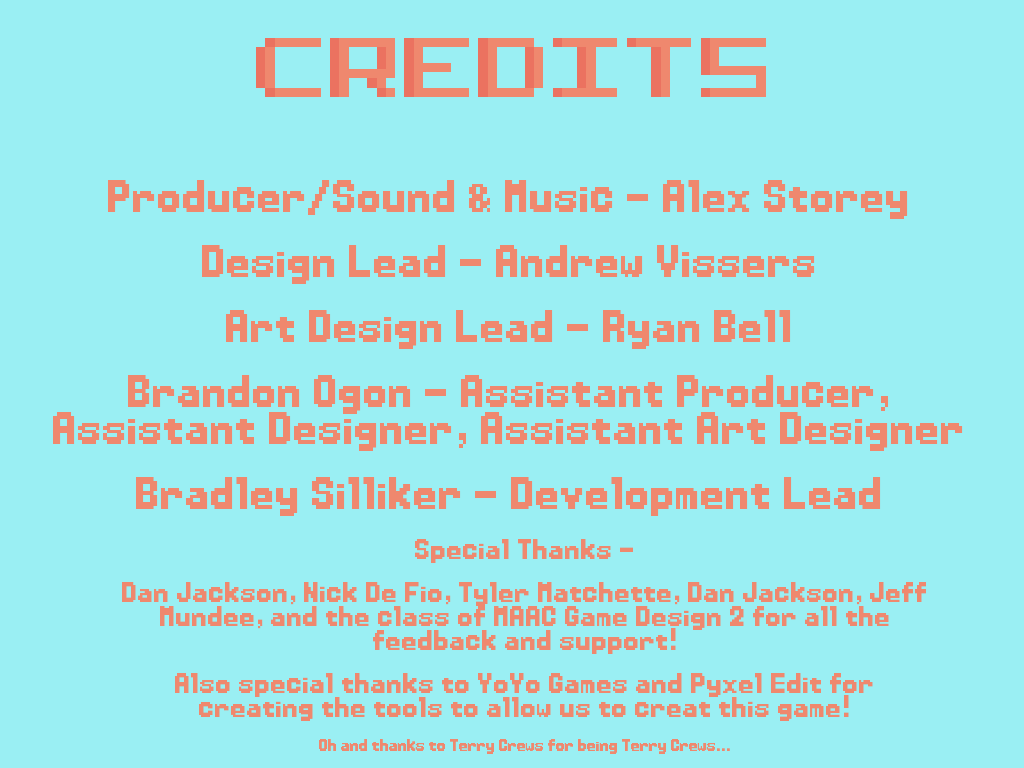 CREDITS
Producer/Sound & Music - Alex Storey
Design Lead - Andrew Vissers
Art Design Lead - Ryan Bell
Brandon Ogon - Assistant Producer,
Assistant Designer, Assistant Art Designer
Bradley Silliker - Development Lead
Special Thanks -
Dan Jackson, Nick De Fio, Tyler Matchette, Dan Jackson, Jeff
Mundee, and the class of MAAC Game Design 2 for all the
feedback and support!
Also special thanks to YoYo Games and Pyxel Edit for
creating the tools to allow us to creat this game!
Oh and thanks to Terry Crews for being Terry Crews...